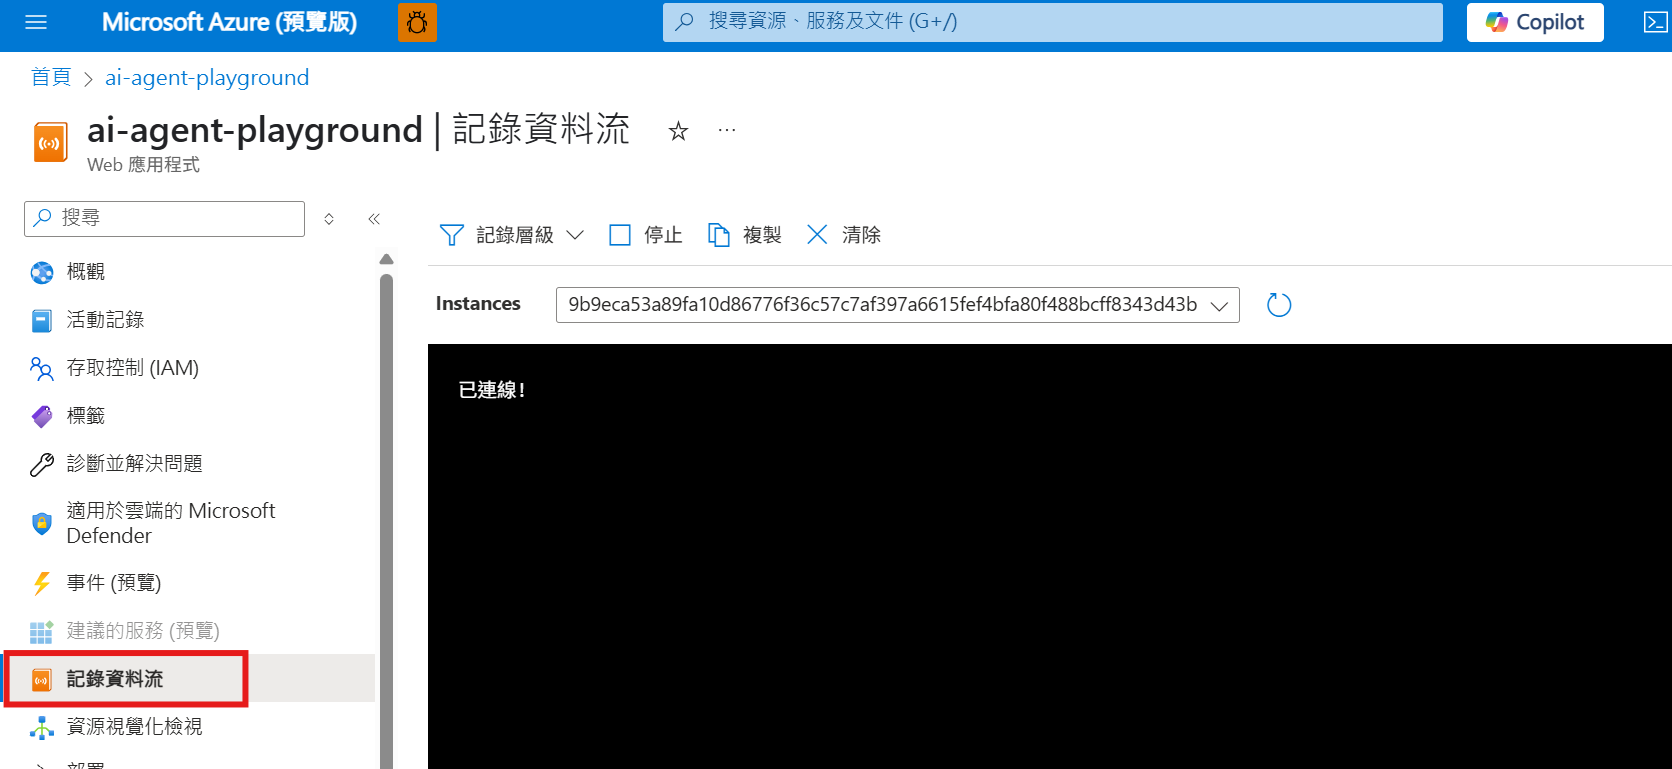 Microsoft Azure (預覽版)
搜尋資源、服務及文件 (G+/)
Copilot
首頁 > ai-agent-playground
ai-agent-playground | 記錄資料流
Web 應用程式
搜尋
記錄層級
停止
複製
清除
概觀
活動記錄
存取控制 (IAM)
標籤
診斷並解決問題
適用於雲端的 Microsoft
Defender
事件 (預覽)
建議的服務 (預覽)
記錄資料流
資源視覺化檢視
部署
Instances
9b9eca53a89fa10d86776f36c57c7af397a6615fef4bfa80f488bcff8343d43b
已連線!